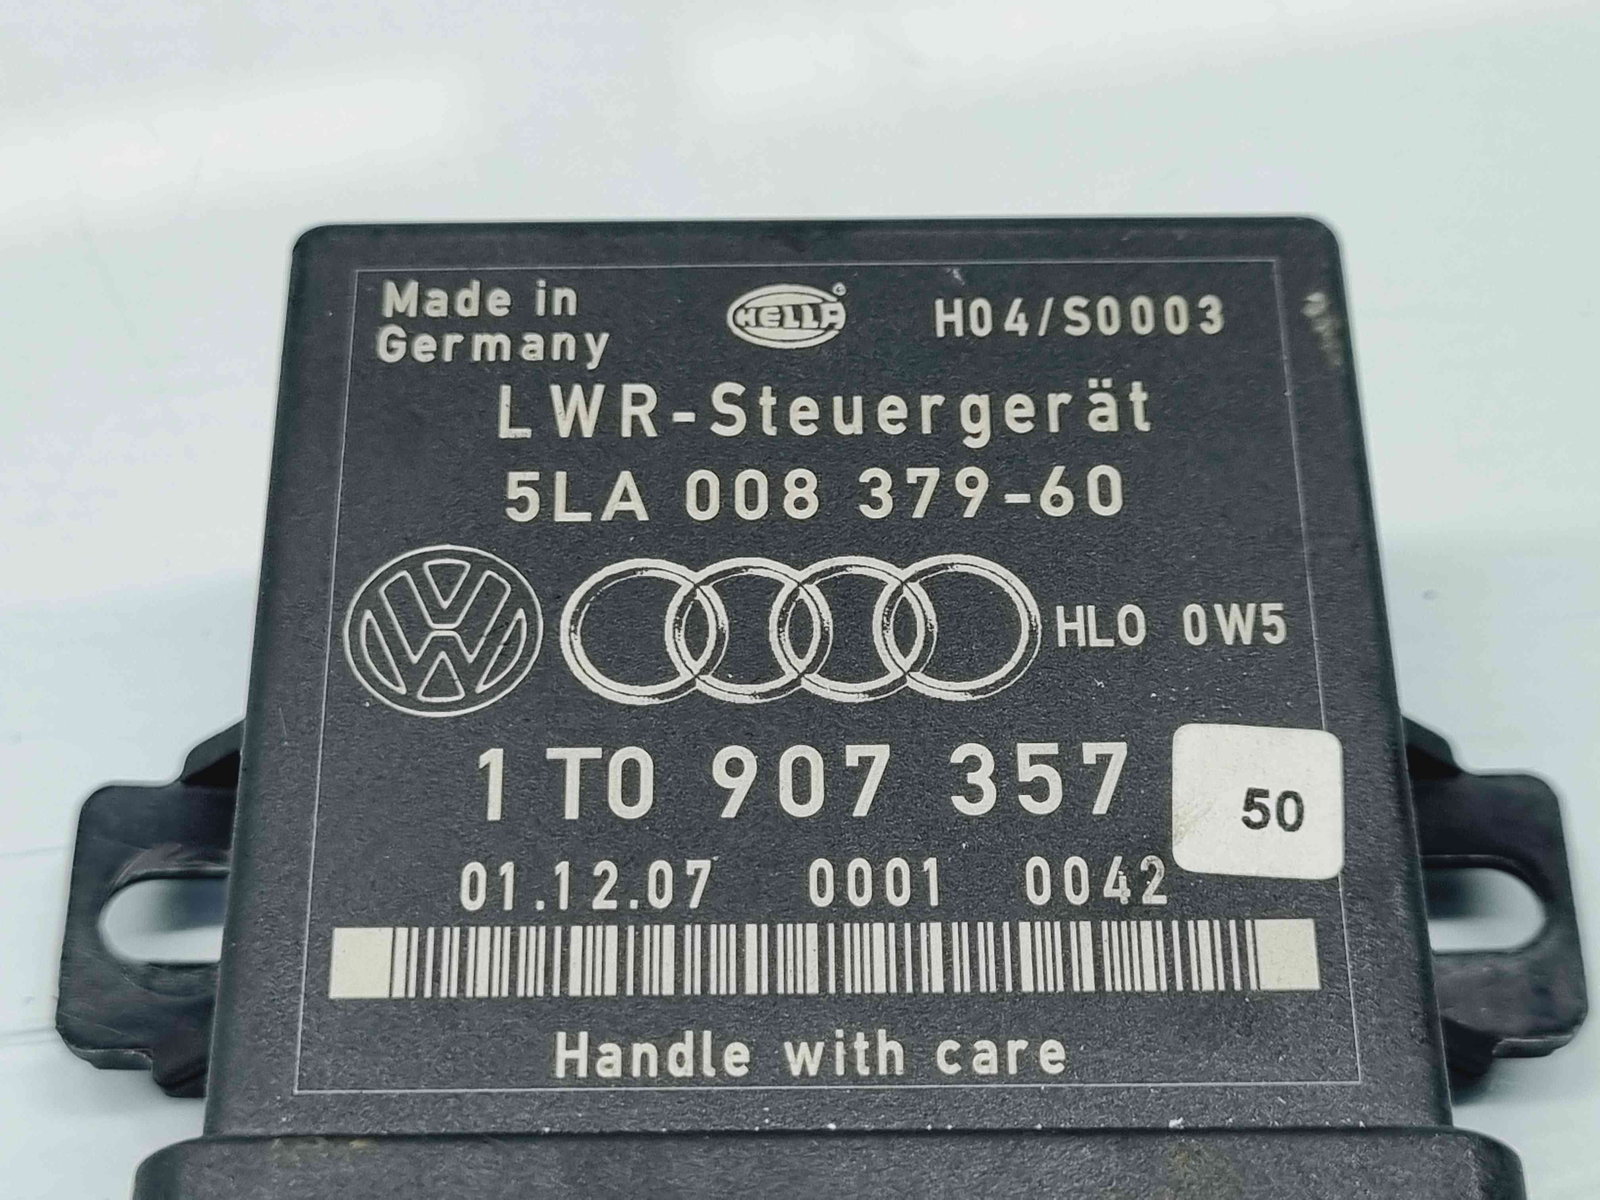 Made in
Germany
HELLA
H04/S0003
LWR-Steuergerät
5LA 008 379-60
HLO 0W5
1T0 907 357
50
01.12.07 0001 0042
Handle with care